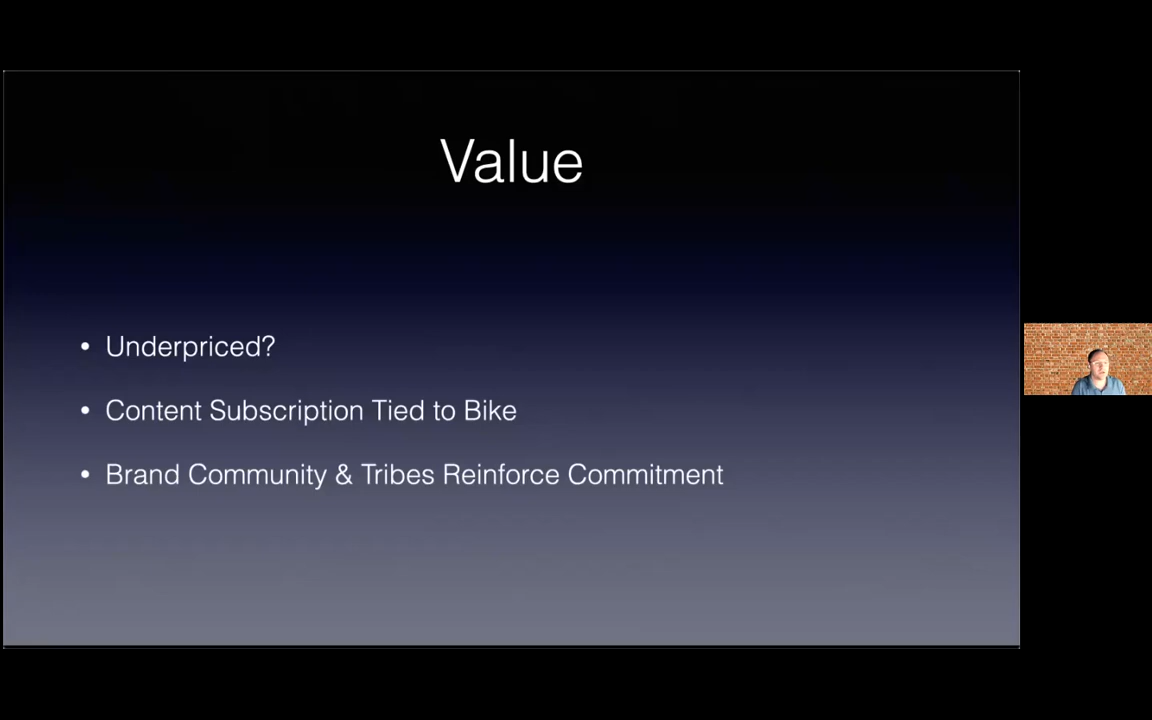 Value
• Underpriced?
• Content Subscription Tied to Bike
• Brand Community & Tribes Reinforce Commitment